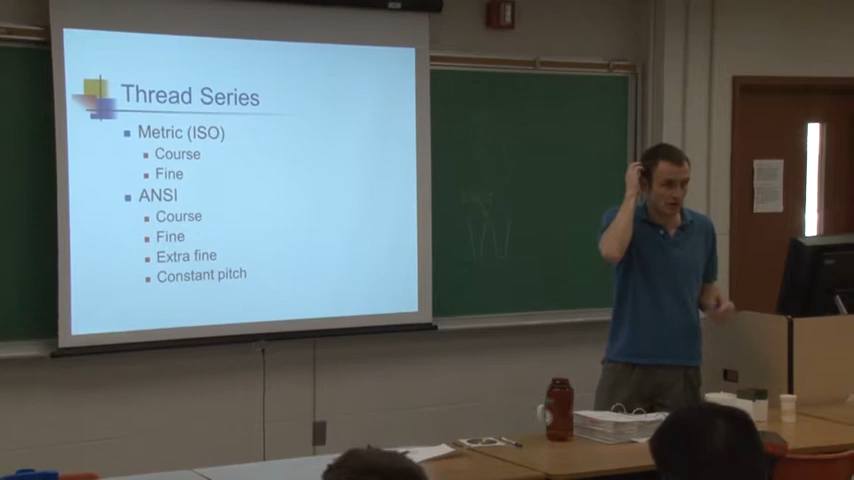 Thread Series
Metric (ISO)
Course
Fine
ANSI
Course
Fine
Extra fine
Constant pitch